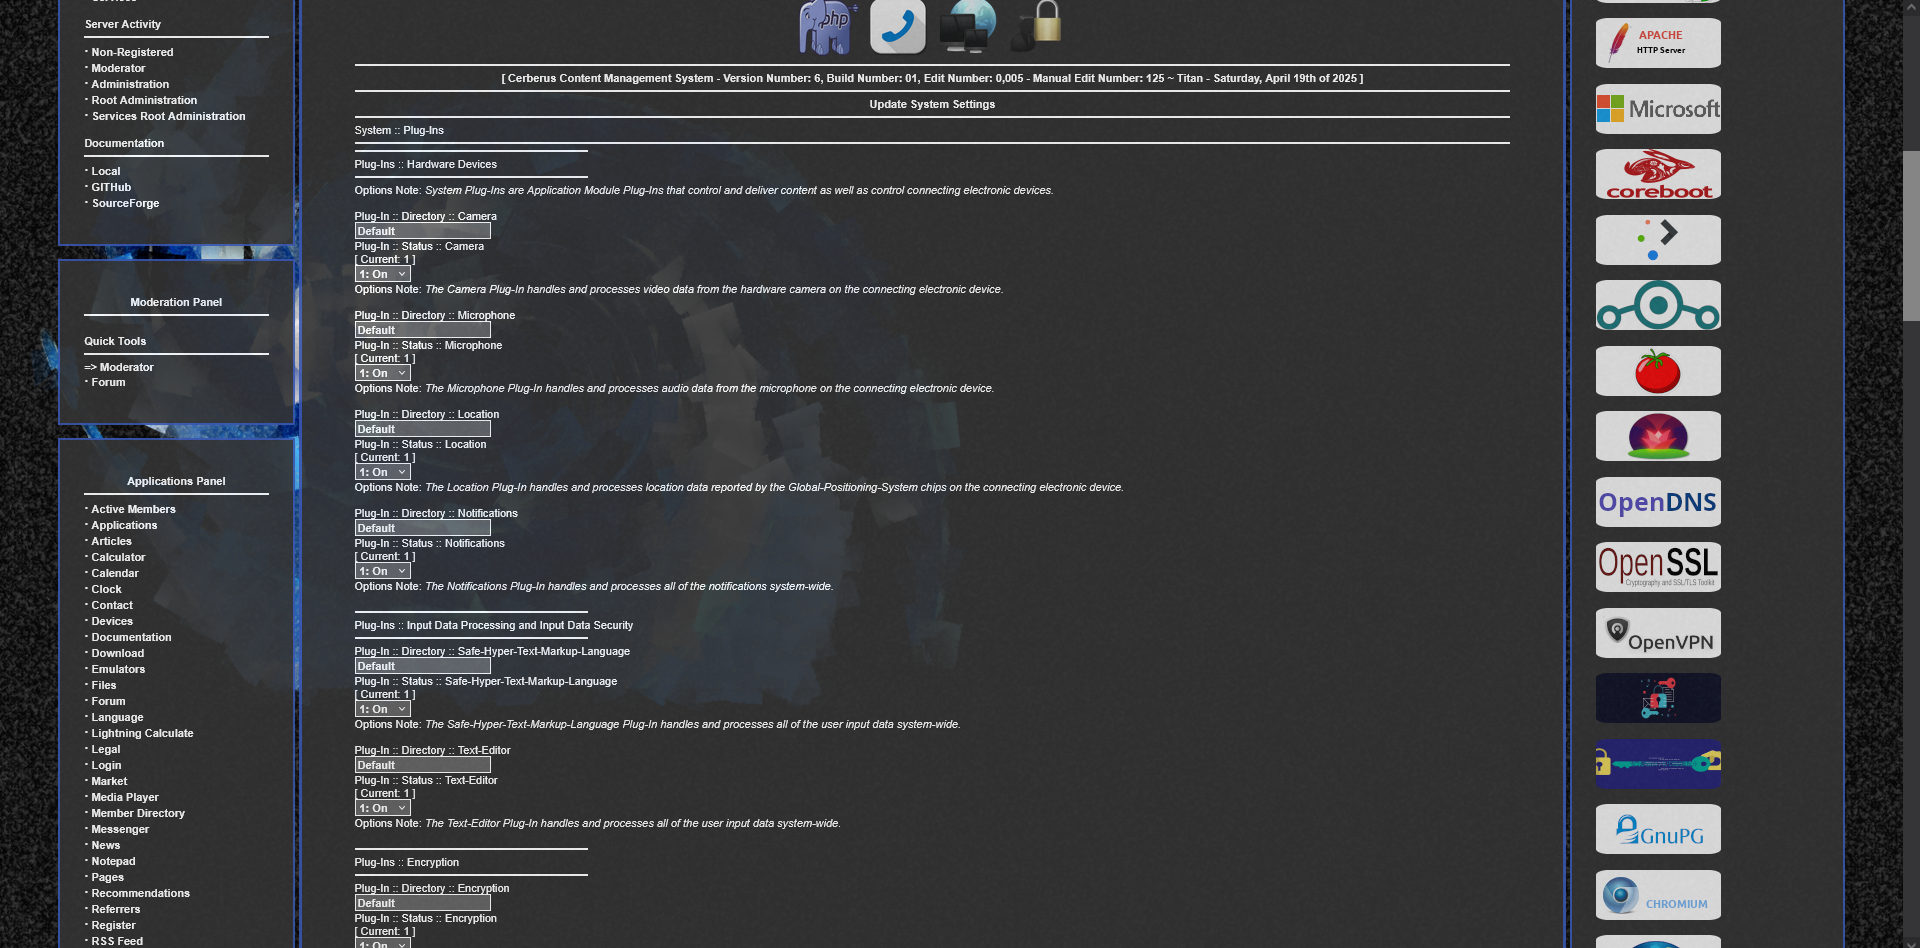 Server Activity
· Non-Registered
· Moderator
· Administration
· Root Administration
· Services Root Administration
Documentation
· Local
· GITHub
· SourceForge
Moderation Panel
Quick Tools
=> Moderator
· Forum
Applications Panel
· Active Members
· Applications
· Articles
· Calculator
· Calendar
· Clock
· Contact
· Devices
· Documentation
· Download
· Emulators
· Files
· Forum
· Language
· Lightning Calculate
· Legal
· Login
· Market
· Media Player
· Member Directory
· Messenger
· News
· Notepad
· Pages
· Recommendations
· Referrers
· Register
· RSS Feed
php
[ Cerberus Content Management System - Version Number: 6, Build Number: 01, Edit Number: 0,005 - Manual Edit Number: 125 ~ Titan - Saturday, April 19th of 2025 ]
Update System Settings
System :: Plug-Ins
Plug-Ins :: Hardware Devices
Options Note: System Plug-Ins are Application Module Plug-Ins that control and deliver content as well as control connecting electronic devices.
Plug-In :: Directory :: Camera
Default
Plug-In :: Status :: Camera
[ Current: 1 ]
1: On
Options Note: The Camera Plug-In handles and processes video data from the hardware camera on the connecting electronic device.
Plug-In :: Directory :: Microphone
Default
Plug-In :: Status :: Microphone
[ Current: 1 ]
1: On
Options Note: The Microphone Plug-In handles and processes audio data from the microphone on the connecting electronic device.
Plug-In :: Directory :: Location
Default
Plug-In :: Status :: Location
[ Current: 1 ]
1: On
Options Note: The Location Plug-In handles and processes location data reported by the Global-Positioning-System chips on the connecting electronic device.
Plug-In :: Directory :: Notifications
Default
Plug-In :: Status :: Notifications
[ Current: 1 ]
1: On
Options Note: The Notifications Plug-In handles and processes all of the notifications system-wide.
Plug-Ins :: Input Data Processing and Input Data Security
Plug-In :: Directory :: Safe-Hyper-Text-Markup-Language
Default
Plug-In :: Status :: Safe-Hyper-Text-Markup-Language
[ Current: 1 ]
1: On
Options Note: The Safe-Hyper-Text-Markup-Language Plug-In handles and processes all of the user input data system-wide.
Plug-In :: Directory :: Text-Editor
Default
Plug-In :: Status :: Text-Editor
[ Current: 1 ]
1: On
Options Note: The Text-Editor Plug-In handles and processes all of the user input data system-wide.
Plug-Ins :: Encryption
Plug-In :: Directory :: Encryption
Default
Plug-In :: Status :: Encryption
[ Current: 1 ]
1: On
APACHE
HTTP Server
Microsoft
coreboot
OpenDNS
OpenSSL
Cryptography and SSL/TLS Toolkit
OpenVPN
GnuPG
CHROMIUM